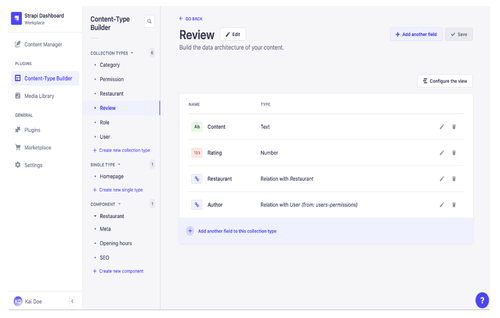 Strapi Dashboard
Workplace
Content Manager
PLUGINS
Content-Type Builder
Media Library
GENERAL
Plugins
Marketplace
Settings
Kai Doe
Content-Type
Builder
COLLECTION TYPES
Category
Permission
Restaurant
Review
Role
User
Create new collection type
SINGLE TYPE
Homepage
Create new single type
COMPONENT
Restaurant
Meta
Opening hours
SEO
Create new component
GO BACK
Review Edit
Add another field Save
Build the data architecture of your content.
Configure the view
NAME TYPE
Ab Content Text
123 Rating Number
Restaurant Relation with Restaurant
Author Relation with User (from: users-permissions)
Add another field to this collection type
?